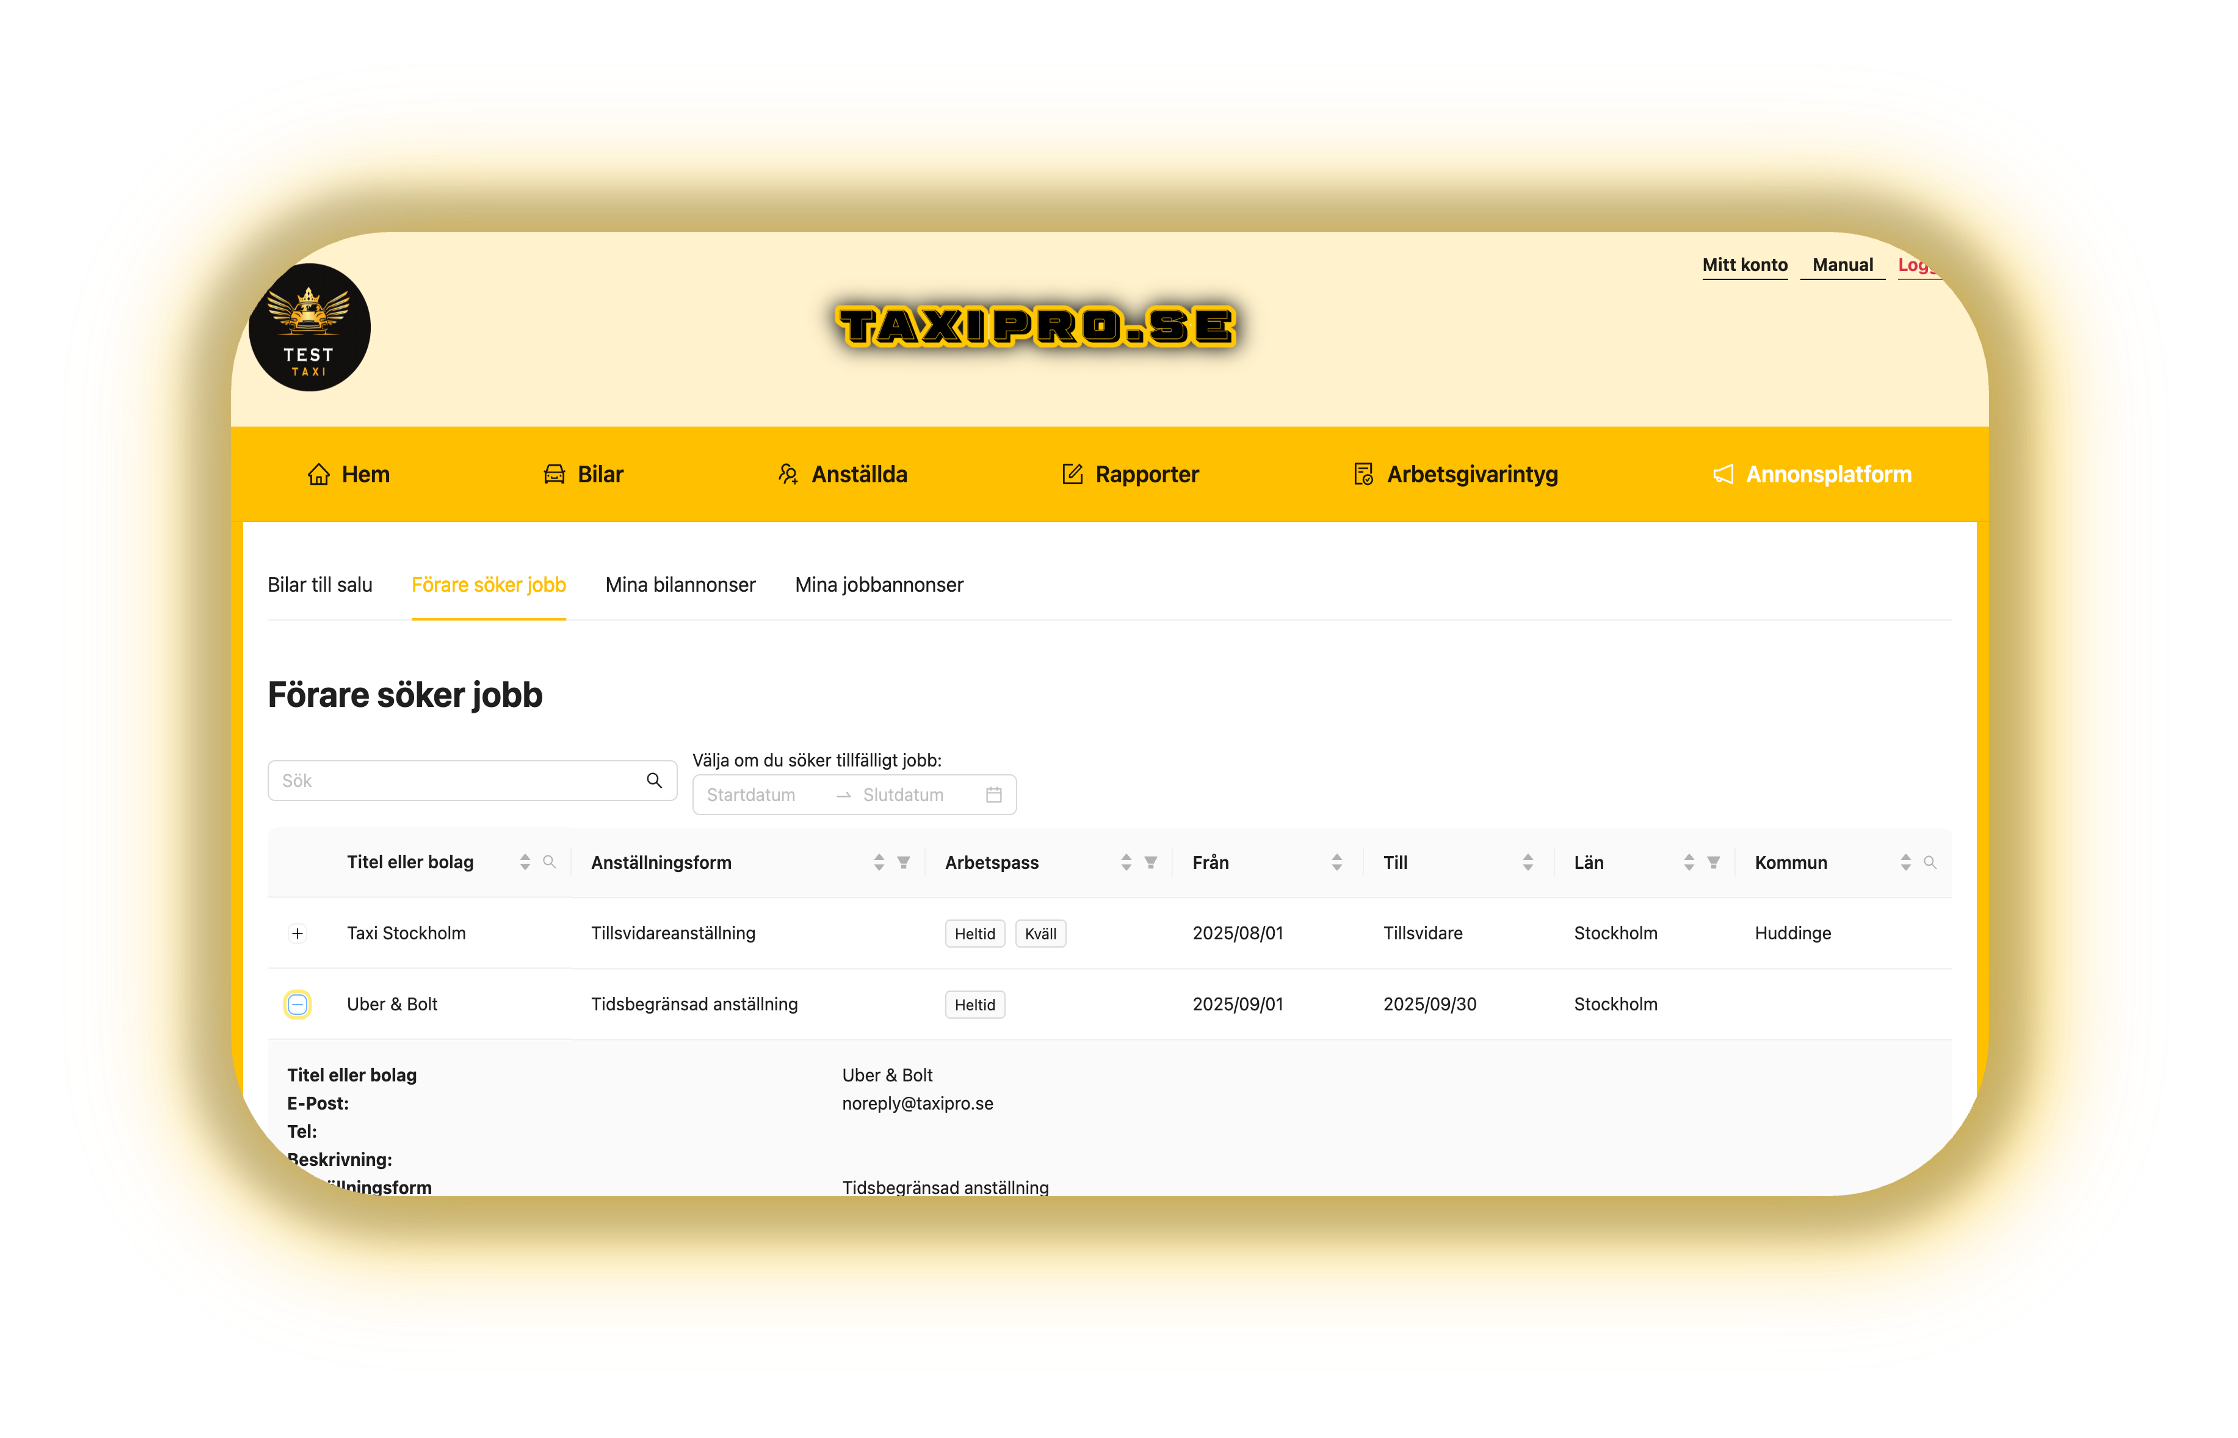 Mitt konto Manual
TEST
TAXI
TAXIPRO.SE
Hem Bilar Anställda Rapporter Arbetsgivarintyg Annonsplatform
Bilar till salu Förare söker jobb Mina bilannonser Mina jobbannonser
Förare söker jobb
Välja om du söker tillfälligt jobb:
Sök Startdatum Slutdatum
Titel eller bolag Anställningsform Arbetspass Från Till Län Kommun
Taxi Stockholm Tillsvidareanställning Heltid Kväll 2025/08/01 Tillsvidare Stockholm Huddinge
Uber & Bolt Tidsbegränsad anställning Heltid 2025/09/01 2025/09/30 Stockholm
Titel eller bolag Uber & Bolt
E-Post: noreply@taxipro.se
Tel:
Beskrivning:
Tidsbegränsad anställning